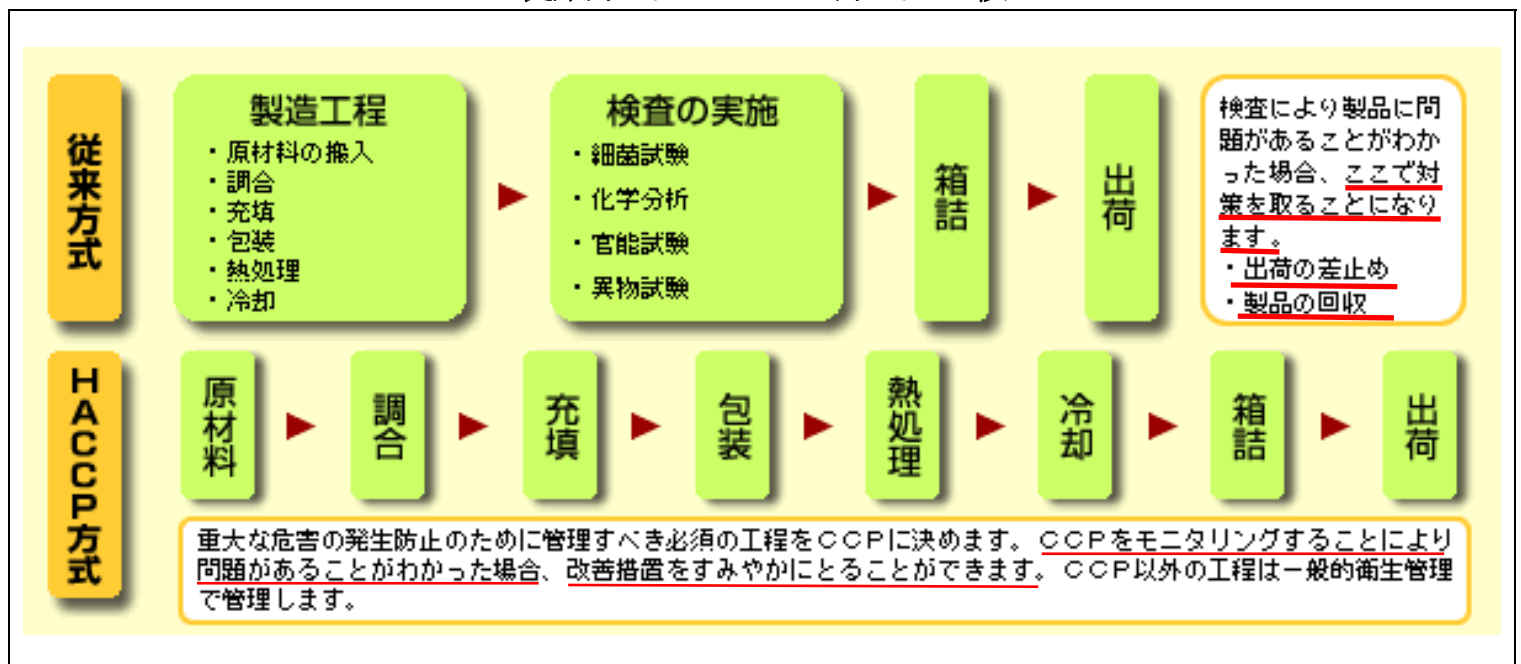 従来方式
製造工程
・原材料の搬入
・調合
・充填
・包装
・熱処理
・冷却
検査の実施
・細菌試験
・化学分析
・官能試験
・異物試験
箱詰
出荷
検査により製品に問
題があることがわか
った場合、ここで対
策を取ることになり
ます。
・出荷の差止め
・製品の回収
HACCP方式
原材料
調合
充填
包装
熱処理
冷却
箱詰
出荷
重大な危害の発生防止のために管理すべき必須の工程をCCPに決めます。CCPをモニタリングすることにより
問題があることがわかった場合、改善措置をすみやかにとることができます。CCP以外の工程は一般的衛生管理
で管理します。